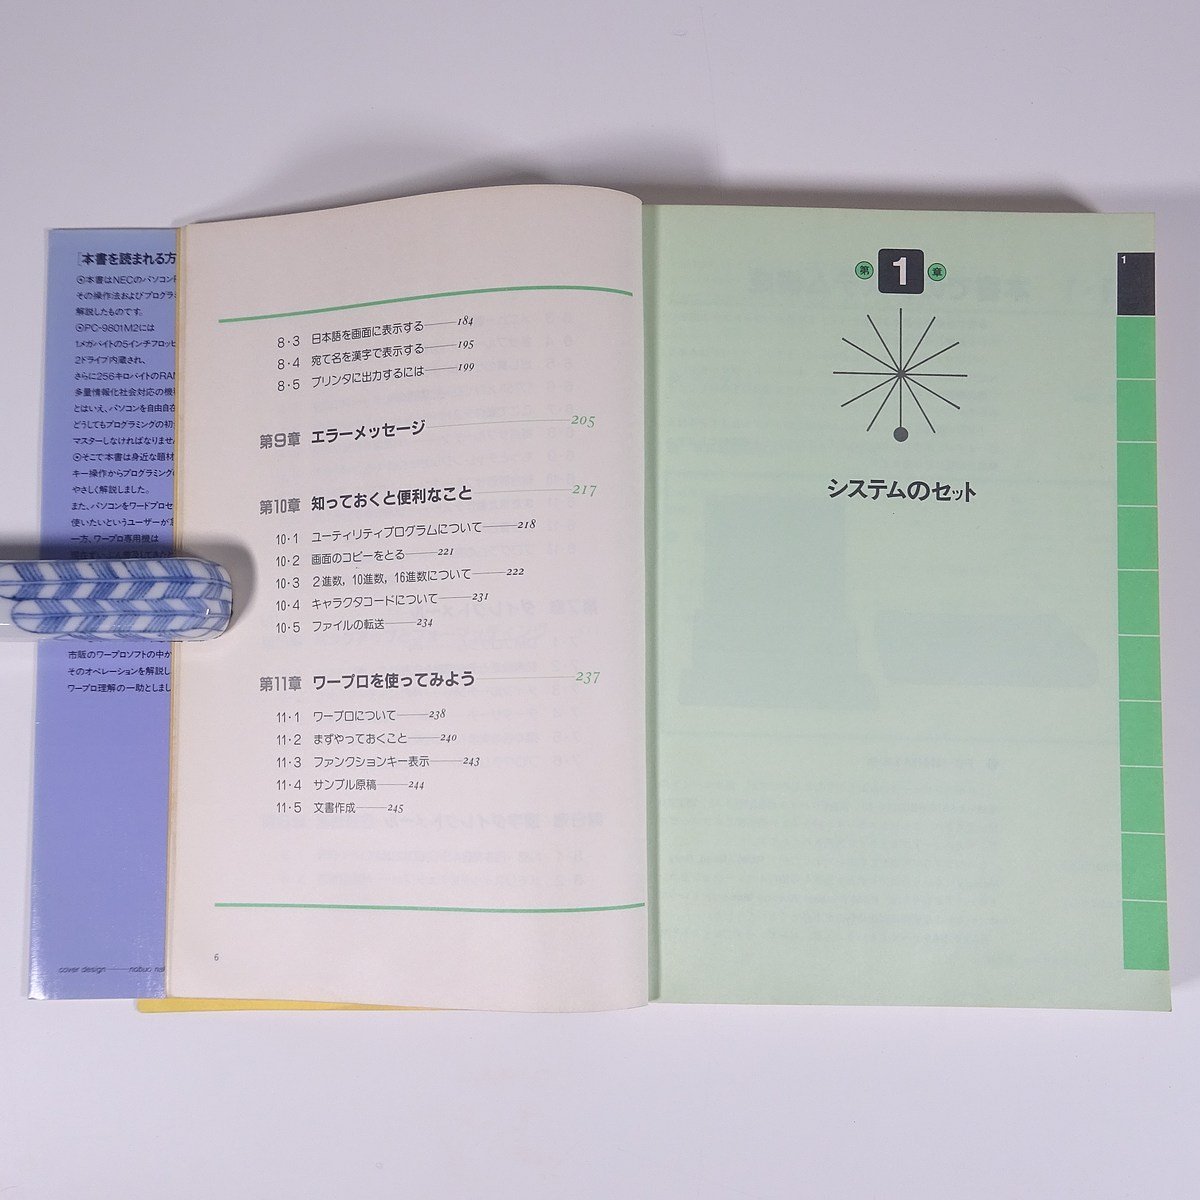 本書を読まれる方
本書はNECのパソコン
その操作法およびプログラ
解説したものです.
PC-9801M2には
1メガバイトの5インチフロッピ
2ドライブ内蔵され,
さらに256キロバイトのRAM
多量情報化社会対応の機
とはいえ, パソコンを自由自在
どうしてもプログラミングの初
マスターしなければなりませ
そこで本書は身近な題材
キー操作からプログラミング
やさしく解説しました。
また, パソコンをワードプロセ
使いたいというユーザーが
一方, ワープロ専用機は
市販のワープロソフトの中か
そのオペレーションを解説し
ワープロ理解の一助としまし
cover design
8・3 日本語を画面に表示する 184
8・4 宛て名を漢字で表示する 195
8・5 プリンタに出力するには 199
第9章 エラーメッセージ 205
第10章 知っておくと便利なこと 217
10・1 ユーティリティプログラムについて 218
10・2 画面のコピーをとる 221
10・3 2進数, 10進数, 16進数について 222
10・4 キャラクタコードについて 231
10・5 ファイルの転送 234
第11章 ワープロを使ってみよう 237
11・1 ワープロについて 238
11・2 まずやっておくこと 240
11・3 ファンクションキー表示 243
11・4 サンプル原稿 244
11・5 文書作成 245
6
第1章
システムのセット
1